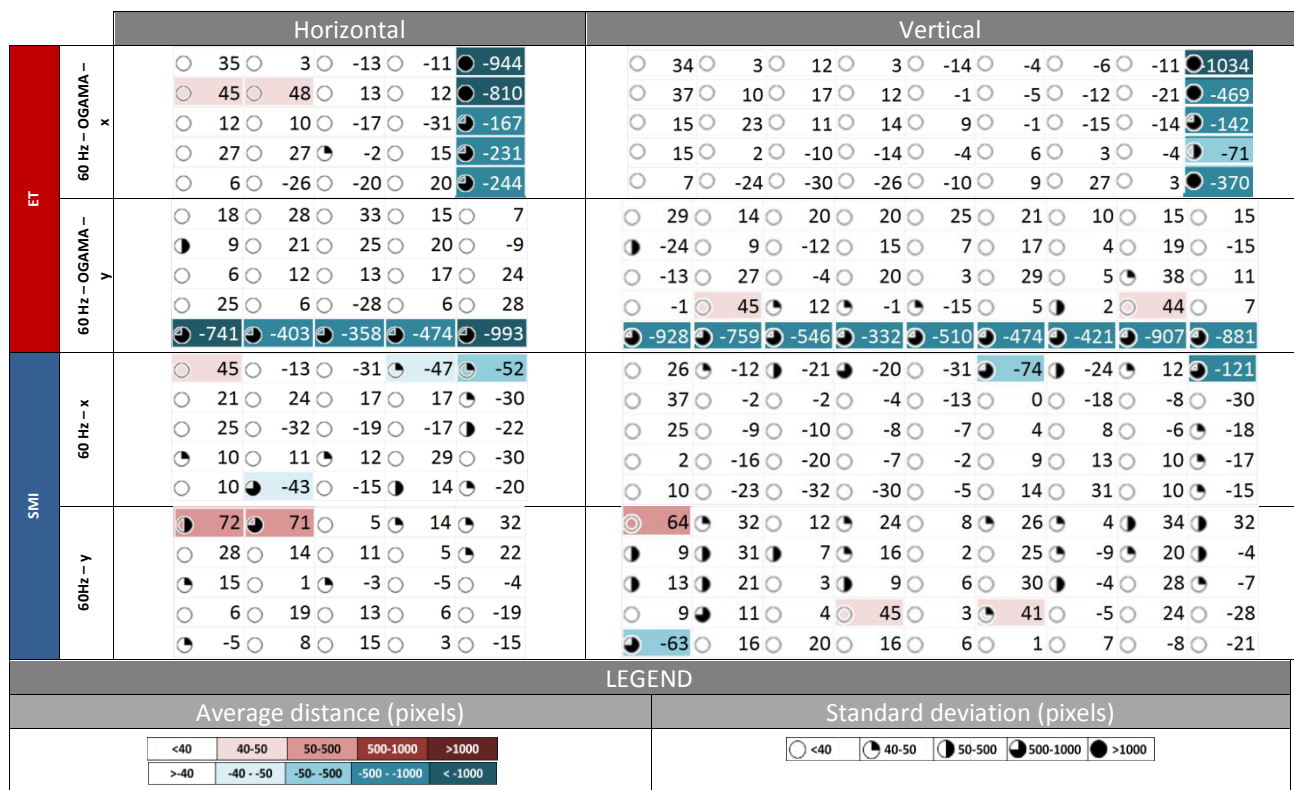 Horizontal Vertical
ET
60 Hz – OGAMA – x
35 3 -13 -11 -944 34 3 12 3 -14 -4 -6 -11 -1034
45 48 13 12 -810 37 10 17 12 -1 -5 -12 -21 -469
12 10 -17 -31 -167 15 23 11 14 9 -1 -15 -14 -142
27 27 -2 15 -231 15 2 -10 -14 -4 6 3 -4 -71
6 -26 -20 20 -244 7 -24 -30 -26 -10 9 27 3 -370
60 Hz – OGAMA – y
18 28 33 15 7 29 14 20 20 25 21 10 15 15
9 21 25 20 -9 -24 9 -12 15 7 17 4 19 -15
6 12 13 17 24 -13 27 -4 20 3 29 5 38 11
25 6 -28 6 28 -1 45 12 -1 -15 5 2 44 7
-741 -403 -358 -474 -993 -928 -759 -546 -332 -510 -474 -421 -907 -881
SMI
60 Hz – x
45 -13 -31 -47 -52 26 -12 -21 -20 -31 -74 -24 12 -121
21 24 17 17 -30 37 -2 -2 -4 -13 0 -18 -8 -30
25 -32 -19 -17 -22 25 -9 -10 -8 -7 4 8 -6 -18
10 11 12 29 -30 2 -16 -20 -7 -2 9 13 10 -17
10 -43 -15 14 -20 10 -23 -32 -30 -5 14 31 10 -15
60Hz – y
72 71 5 14 32 64 32 12 24 8 26 4 34 32
28 14 11 5 22 9 31 7 16 2 25 -9 20 -4
15 1 -3 -5 -4 13 21 3 9 6 30 -4 28 -7
6 19 13 6 -19 9 11 4 45 3 41 -5 24 -28
-5 8 15 3 -15 -63 16 20 16 6 1 7 -8 -21
LEGEND
Average distance (pixels) Standard deviation (pixels)
<40 40-50 50-500 500-1000 >1000 <40 40-50 50-500 500-1000 >1000
>-40 -40 - -50 -50- -500 -500 - -1000 < -1000